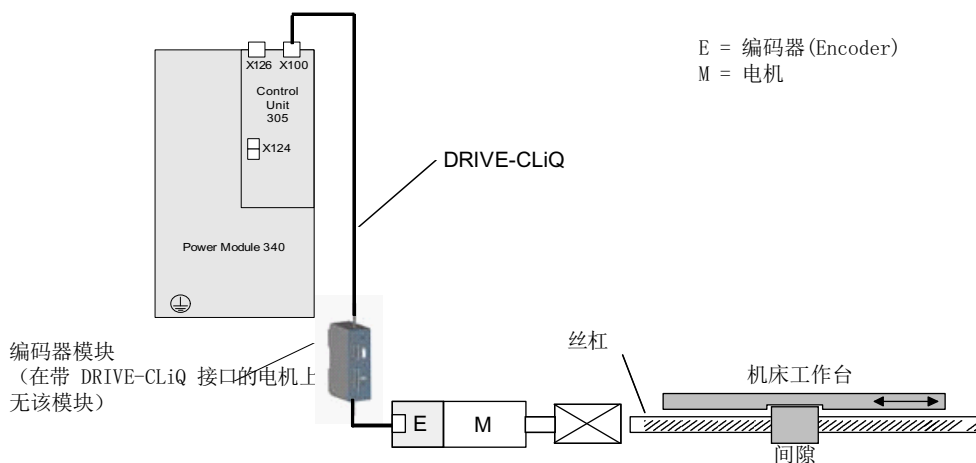 E = 编码器(Encoder)
M = 电机
X126
X100
Control
Unit
305
X124
DRIVE-CLiQ
Power Module 340
编码器模块
（在带 DRIVE-CLiQ 接口的电机上
无该模块）
丝杠
机床工作台
E
M
间隙